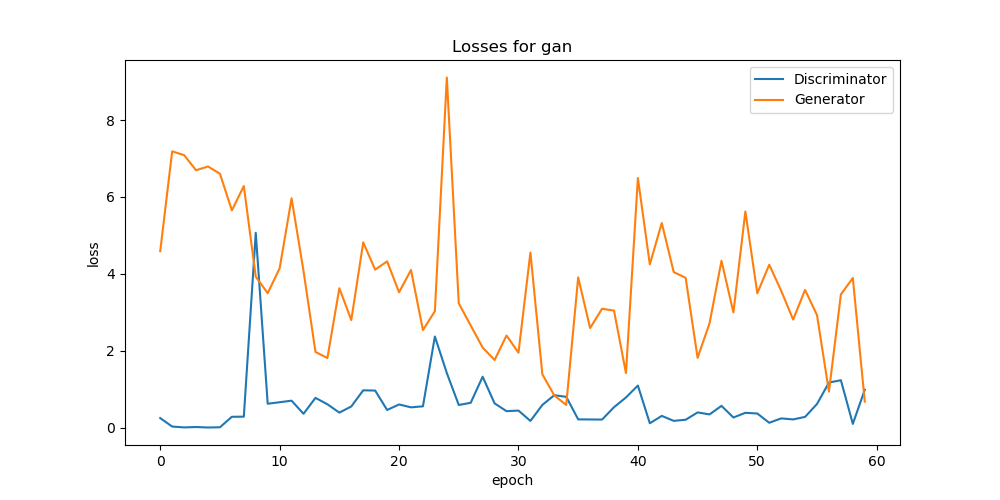 Losses for gan
Discriminator
Generator
loss
8
6
4
2
0
0 10 20 30 40 50 60
epoch